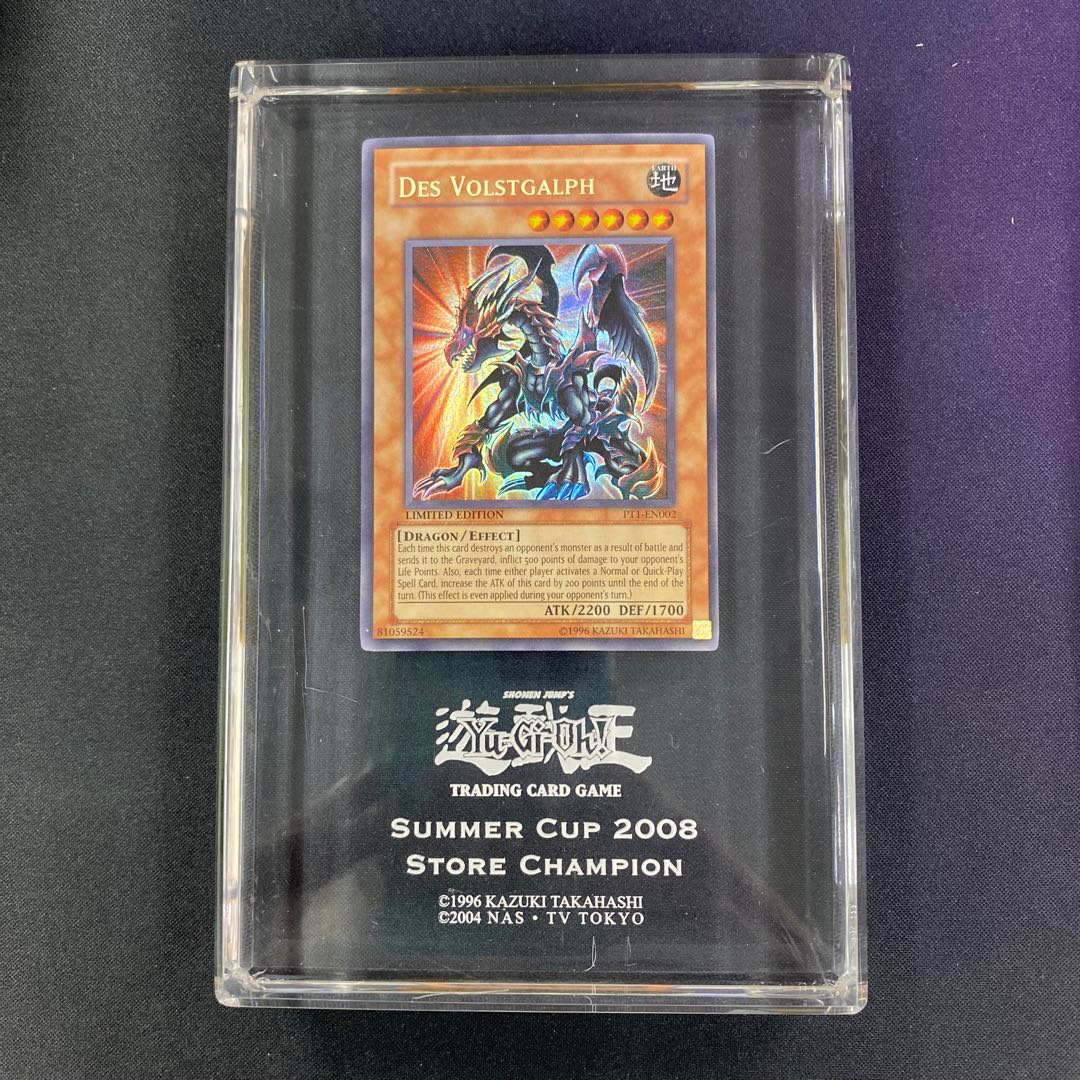 DES VOLSTGALPH
EARTH
地
LIMITED EDITION
PT1-EN002
[DRAGON/EFFECT]
Each time this card destroys an opponent's monster as a result of battle and
sends it to the Graveyard, inflict 500 points of damage to your opponent's
Life Points. Also, each time either player activates a Normal or Quick-Play
Spell Card, increase the ATK of this card by 200 points until the end of the
turn. (This effect is even applied during your opponent's turn.)
ATK/2200 DEF/1700
81059524
©1996 KAZUKI TAKAHASHI
SHONEN JUMP'S
遊戯王
Yu-Gi-Oh!
TRADING CARD GAME
SUMMER CUP 2008
STORE CHAMPION
©1996 KAZUKI TAKAHASHI
©2004 NAS • TV TOKYO